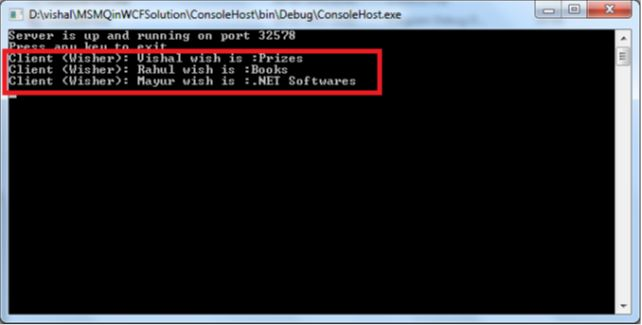 D:\vishal\MSMQinWCFSolution\ConsoleHost\bin\Debug\ConsoleHost.exe
Server is up and running on port 32578
Press any key to exit
Client (Wisher): Vishal wish is :Prizes
Client (Wisher): Rahul wish is :Books
Client (Wisher): Mayur wish is :.NET Softwares